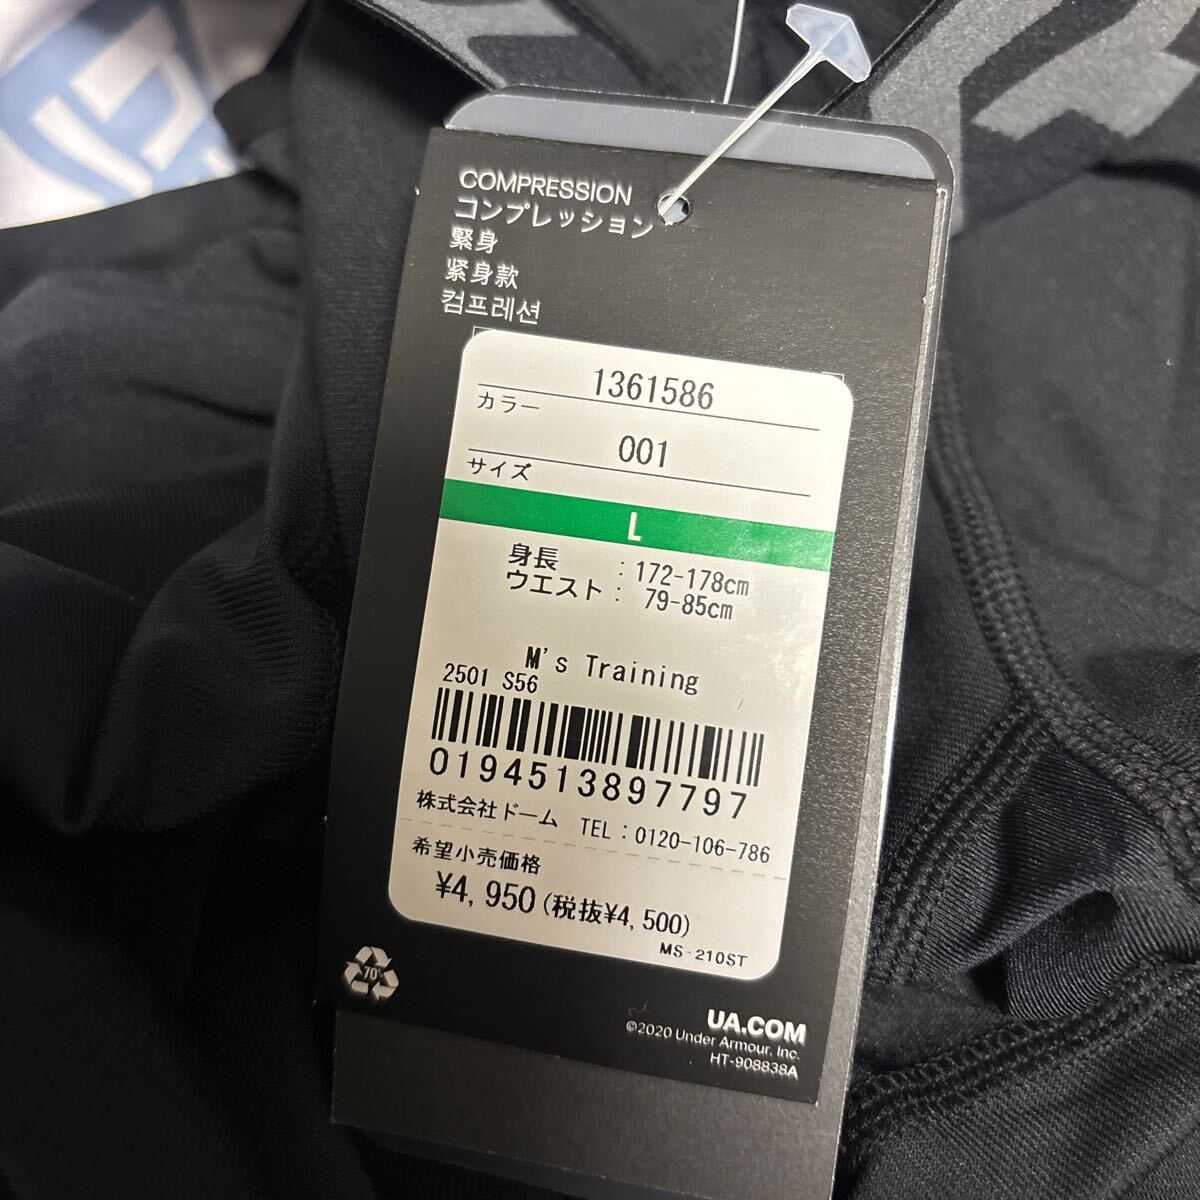 COMPRESSION
コンプレッション
緊身
紧身款
컴프레션
1361586
カラー
001
サイズ
L
身長 : 172-178cm
ウエスト : 79-85cm
M's Training
2501 S56
0194513897797
株式会社ドーム TEL : 0120-106-786
希望小売価格
¥4,950 (税抜¥4,500)
MS-210ST
70%
UA.COM
©2020 Under Armour, Inc.
HT-908838A